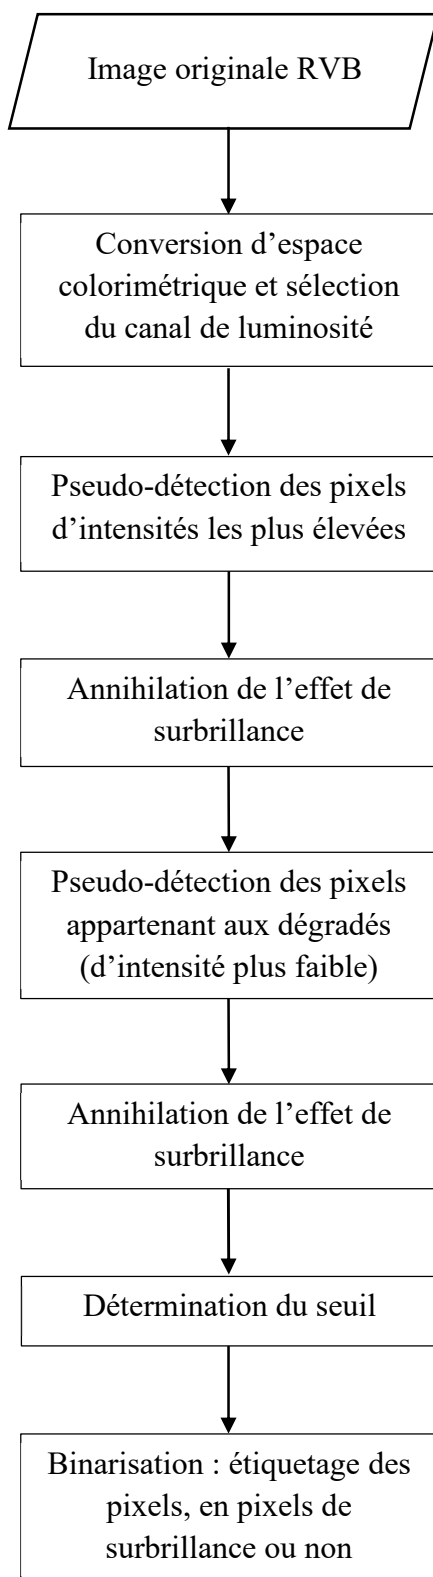 Image originale RVB
Conversion d’espace
colorimétrique et sélection
du canal de luminosité
Pseudo-détection des pixels
d’intensités les plus élevées
Annihilation de l’effet de
surbrillance
Pseudo-détection des pixels
appartenant aux dégradés
(d’intensité plus faible)
Annihilation de l’effet de
surbrillance
Détermination du seuil
Binarisation : étiquetage des
pixels, en pixels de
surbrillance ou non